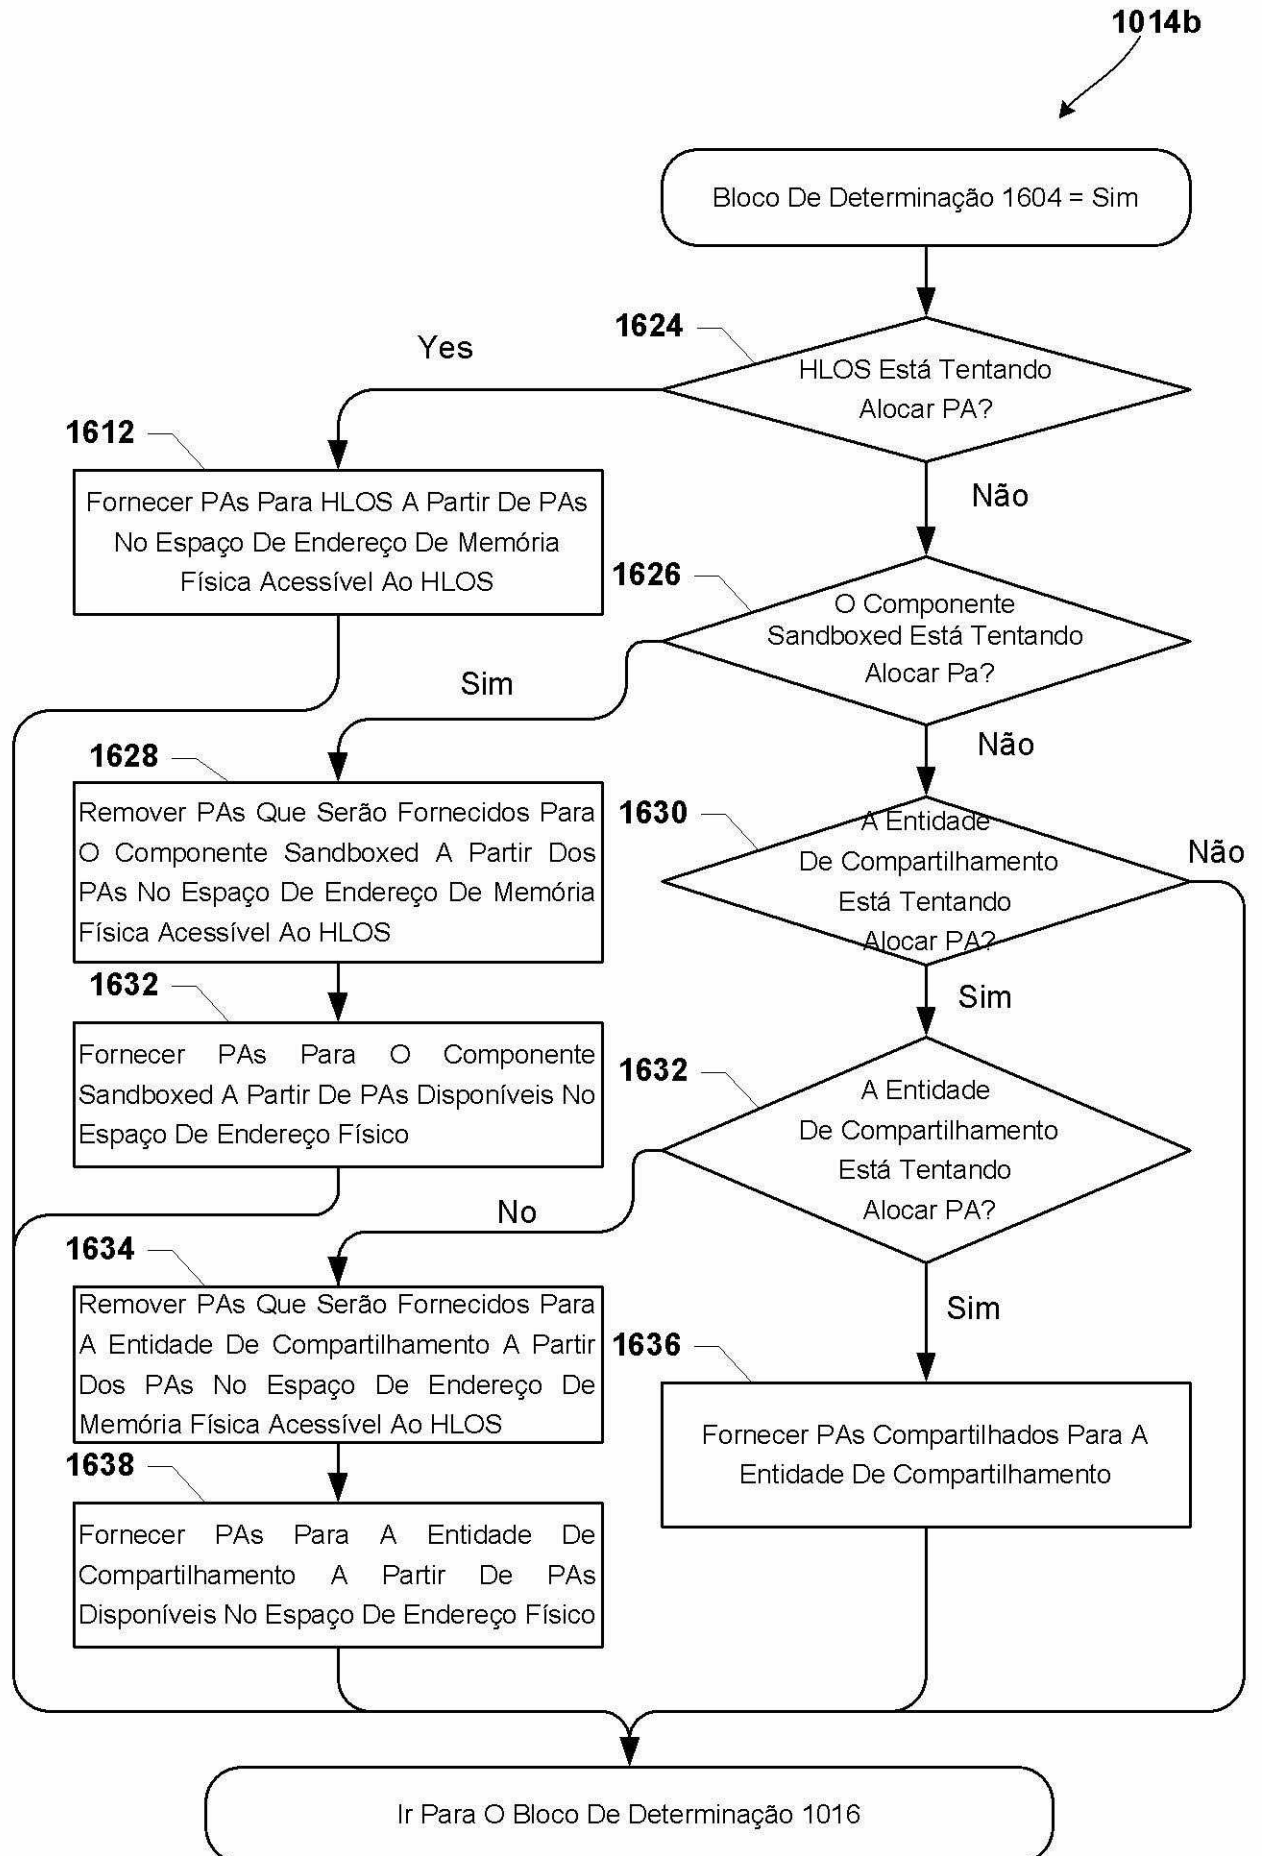 1014b
Bloco De Determinação 1604 = Sim
1624
HLOS Está Tentando
Alocar PA?
Yes
1612
Fornecer PAs Para HLOS A Partir De PAs
No Espaço De Endereço De Memória
Física Acessível Ao HLOS
Não
1626
O Componente
Sandboxed Está Tentando
Alocar Pa?
Sim
1628
Remover PAs Que Serão Fornecidos Para
O Componente Sandboxed A Partir Dos
PAs No Espaço De Endereço De Memória
Física Acessível Ao HLOS
Não
1630
A Entidade
De Compartilhamento
Está Tentando
Alocar PA?
Não
1632
Fornecer PAs Para O Componente
Sandboxed A Partir De PAs Disponíveis No
Espaço De Endereço Físico
Sim
1632
A Entidade
De Compartilhamento
Está Tentando
Alocar PA?
No
1634
Remover PAs Que Serão Fornecidos Para
A Entidade De Compartilhamento A Partir
Dos PAs No Espaço De Endereço De
Memória Física Acessível Ao HLOS
Sim
1636
Fornecer PAs Compartilhados Para A
Entidade De Compartilhamento
1638
Fornecer PAs Para A Entidade De
Compartilhamento A Partir De PAs
Disponíveis No Espaço De Endereço Físico
Ir Para O Bloco De Determinação 1016